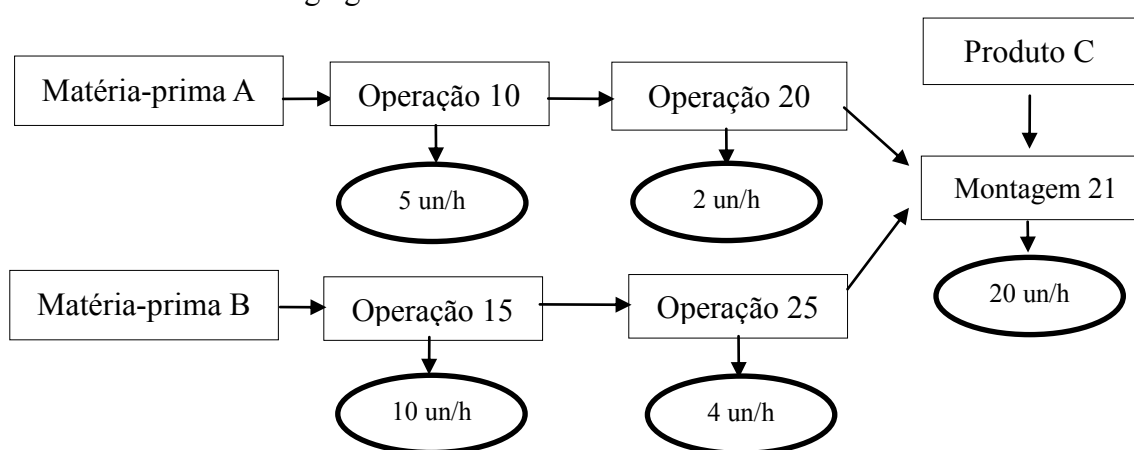 Produto C
Matéria-prima A
Operação 10
Operação 20
Montagem 21
5 un/h
2 un/h
20 un/h
Matéria-prima B
Operação 15
Operação 25
10 un/h
4 un/h